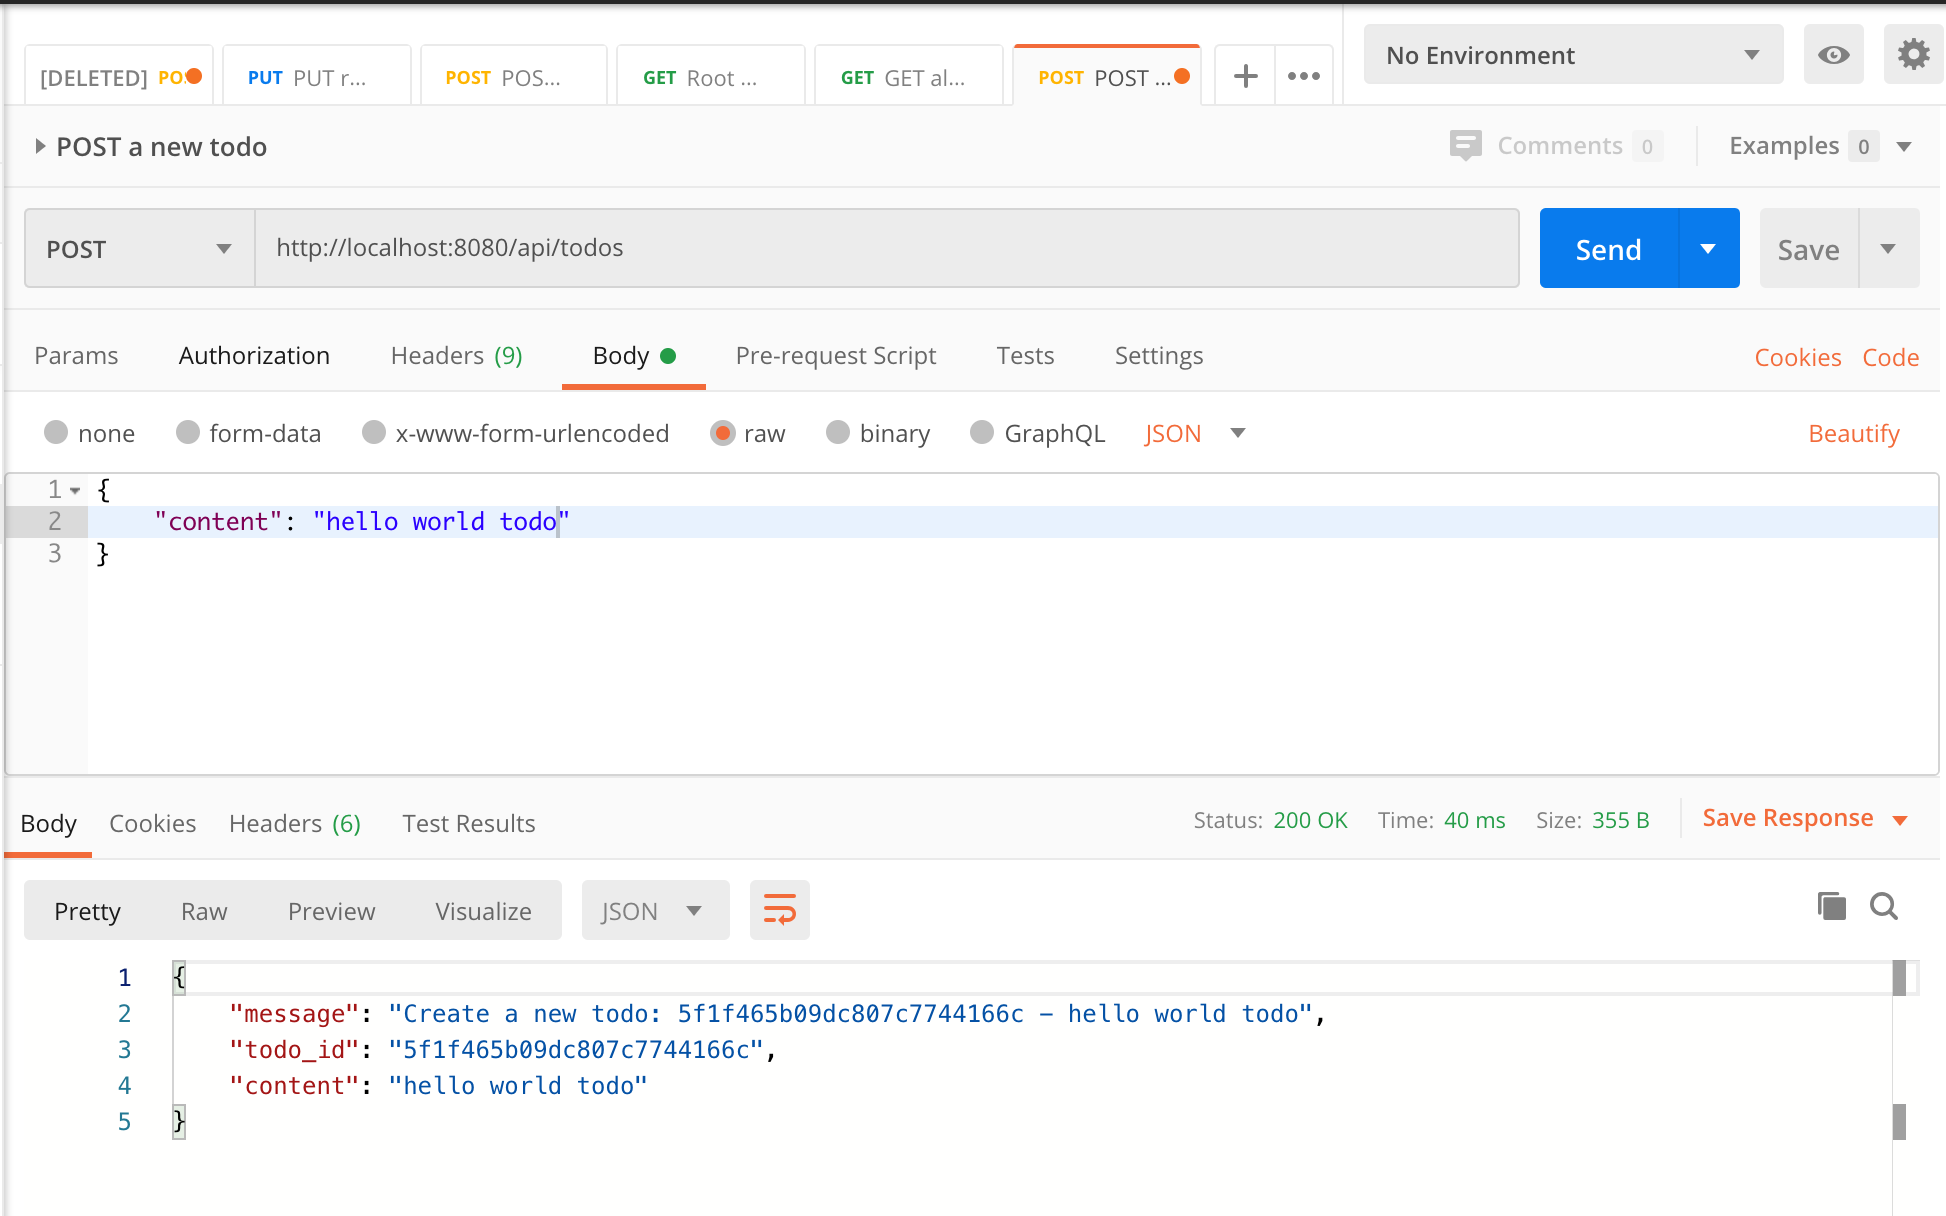 [DELETED] PO PUT PUT r... POST POS... GET Root ... GET GET al... POST POST ... No Environment
POST a new todo Comments 0 Examples 0
POST http://localhost:8080/api/todos Send Save
Params Authorization Headers (9) Body Pre-request Script Tests Settings Cookies Code
none form-data x-www-form-urlencoded raw binary GraphQL JSON Beautify
1 {
2 "content": "hello world todo"
3 }
Body Cookies Headers (6) Test Results Status: 200 OK Time: 40 ms Size: 355 B Save Response
Pretty Raw Preview Visualize JSON
1 {
2 "message": "Create a new todo: 5f1f465b09dc807c7744166c - hello world todo",
3 "todo_id": "5f1f465b09dc807c7744166c",
4 "content": "hello world todo"
5 }